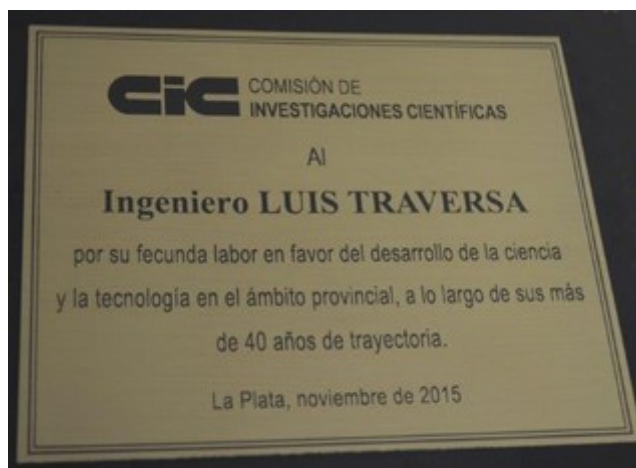 CIC COMISIÓN DE
INVESTIGACIONES CIENTÍFICAS
Al
Ingeniero LUIS TRAVERSA
por su fecunda labor en favor del desarrollo de la ciencia
y la tecnología en el ámbito provincial, a lo largo de sus más
de 40 años de trayectoria.
La Plata, noviembre de 2015